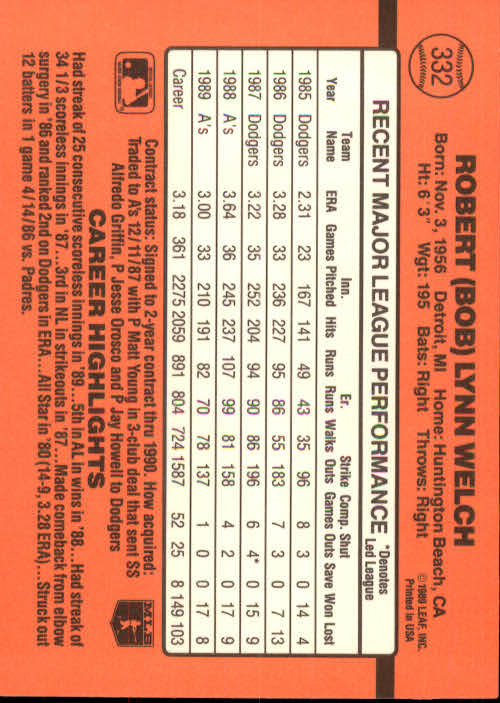 332
ROBERT (BOB) LYNN WELCH
Born: Nov. 3, 1956 Detroit, MI Home: Huntington Beach, CA
Ht: 6' 3" Wgt: 195 Bats: Right Throws: Right
© 1989 LEAF, INC.
Printed in USA
RECENT MAJOR LEAGUE PERFORMANCE
*Denotes
Led League
Team Inn. Er. Strike Comp. Shut
Year Name ERA Games Pitched Hits Runs Runs Walks Outs Games Outs Save Won Lost
1985 Dodgers 2.31 23 167 141 49 43 35 96 8 3 0 14 4
1986 Dodgers 3.28 33 236 227 95 86 55 183 7 3 0 7 13
1987 Dodgers 3.22 35 252 204 94 90 86 196 6 4* 0 15 9
1988 A's 3.64 36 245 237 107 99 81 158 4 2 0 17 9
1989 A's 3.00 33 210 191 82 70 78 137 1 0 0 17 8
Career 3.18 361 2275 2059 891 804 724 1587 52 25 8 149 103
Contract status: Signed to 2-year contract thru 1990. How acquired:
Traded to A's 12/11/87 with P Matt Young in 3-club deal that sent SS
Alfredo Griffin, P Jesse Orosco and P Jay Howell to Dodgers
MLB
CAREER HIGHLIGHTS
Had streak of 25 consecutive scoreless innings in '89...5th in AL in wins in '88...Had streak of
34 1/3 scoreless innings in '87...3rd in NL in strikeouts in '87...Made comeback from elbow
surgery in '86 and ranked 2nd on Dodgers in ERA...All Star in '80 (14-9, 3.28 ERA)...Struck out
12 batters in 1 game 4/14/86 vs. Padres.